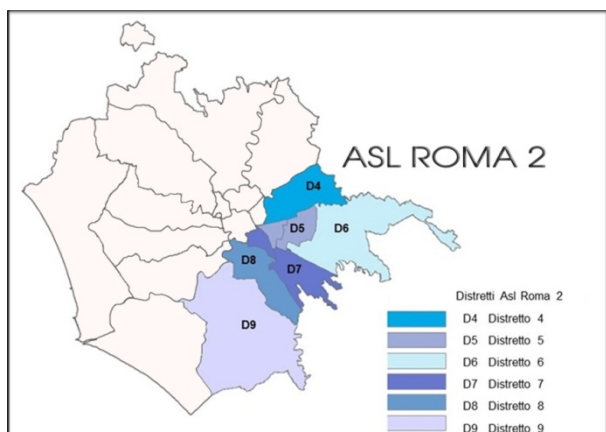 ASL ROMA 2
D4
D5
D6
D8
D7
D9
Distretti Asl Roma 2
D4 Distretto 4
D5 Distretto 5
D6 Distretto 6
D7 Distretto 7
D8 Distretto 8
D9 Distretto 9